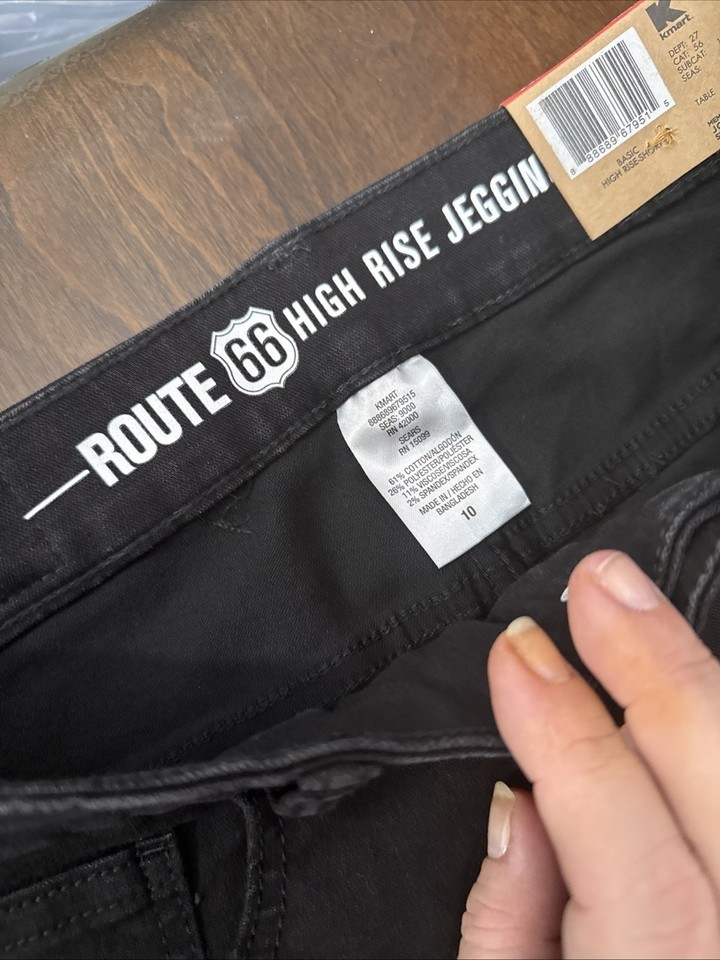 K
kmart
DEPT: 27
CAT: 56
SUBCAT:
SEAS:
TABLE
8 88689 67951 5
BASIC
HIGH RISE-SHO
ROUTE 66 HIGH RISE JEGGIN
KMART
888689679515
SEAS: 9000
RN 42000
SEARS
RN 15099
61% COTTON/ALGODÓN
26% POLYESTER/POLIÉSTER
11% VISCOSE/VISCOSA
2% SPANDEX/SPANDEX
MADE IN / HECHO EN
BANGLADESH
10